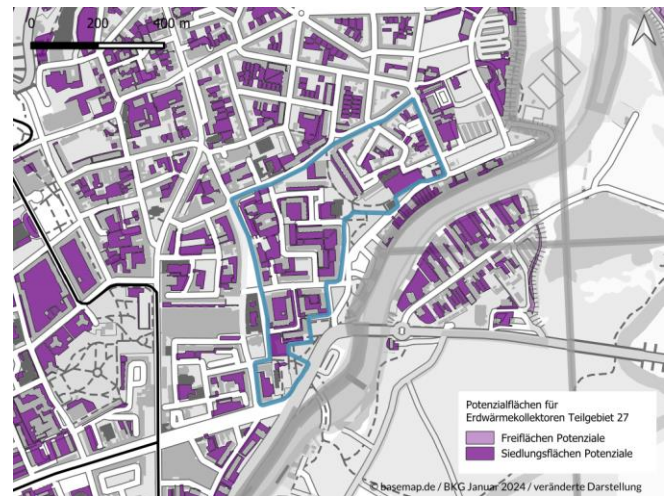 0 200 400 m
Potenzialflächen für
Erdwärmekollektoren Teilgebiet 27
Freiflächen Potenziale
Siedlungsflächen Potenziale
© basemap.de / BKG Januar 2024 / veränderte Darstellung